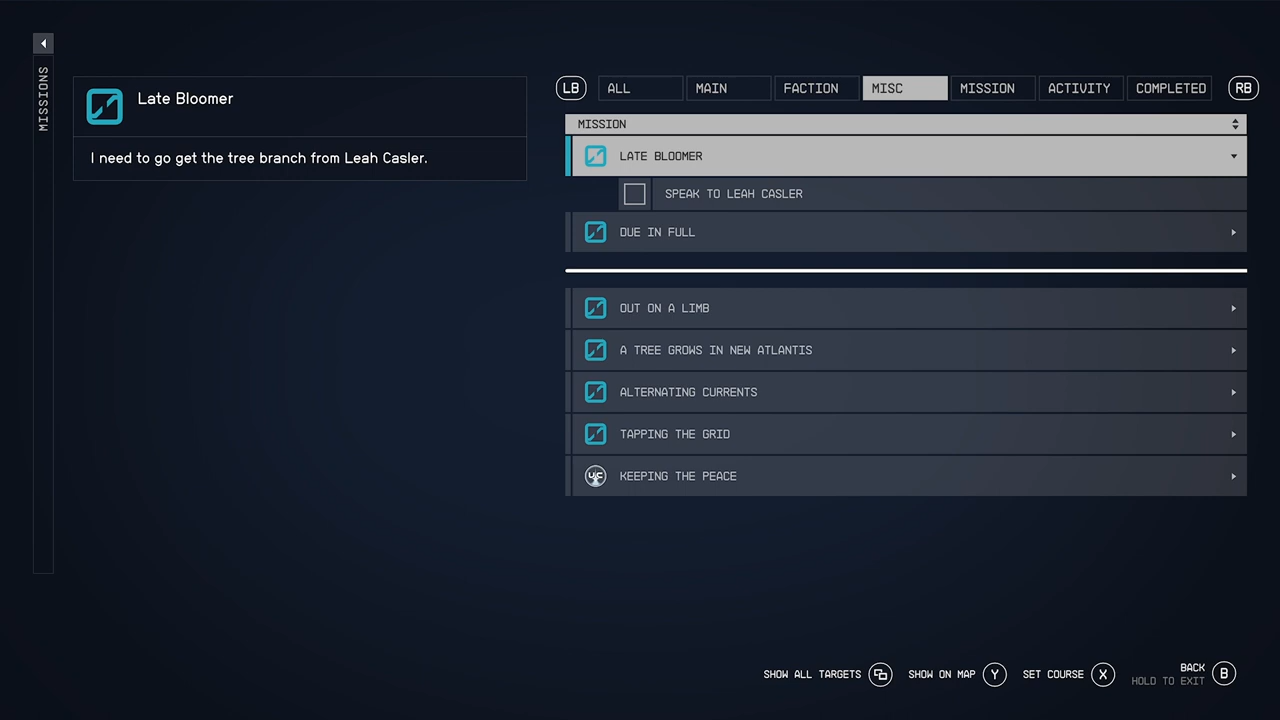 MISSIONS
Late Bloomer
I need to go get the tree branch from Leah Casler.
LB ALL MAIN FACTION MISC MISSION ACTIVITY COMPLETED RB
MISSION
LATE BLOOMER
SPEAK TO LEAH CASLER
DUE IN FULL
OUT ON A LIMB
A TREE GROWS IN NEW ATLANTIS
ALTERNATING CURRENTS
TAPPING THE GRID
UC KEEPING THE PEACE
SHOW ALL TARGETS SHOW ON MAP Y SET COURSE X BACK B
HOLD TO EXIT